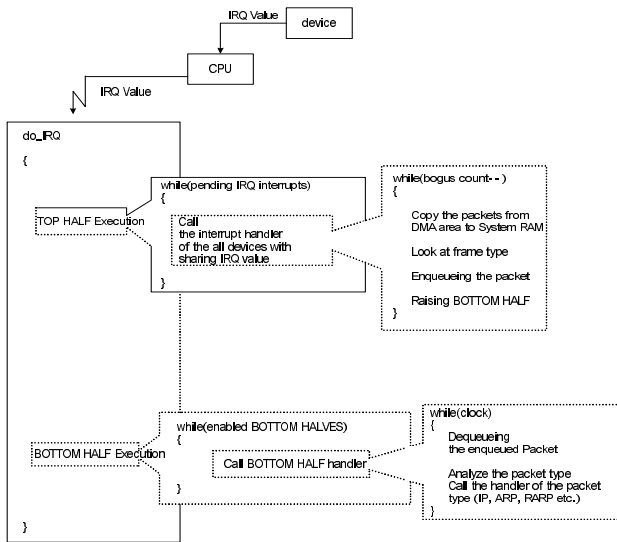 IRQ Value
device
CPU
IRQ Value
do_IRQ
{
TOP HALF Execution
while(pending IRQ interrupts)
{
Call
the interrupt handler
of the all devices with
sharing IRQ value
}
while(bogus count- - )
{
Copy the packets from
DMA area to System RAM
Look at frame type
Enqueueing the packet
Raising BOTTOM HALF
}
BOTTOM HALF Execution
while(enabled BOTTOM HALVES)
{
Call BOTTOM HALF handler
}
while(clock)
{
Dequeueing
the enqueued Packet
Analyze the packet type
Call the handler of the packet
type (IP, ARP, RARP etc.)
}
}